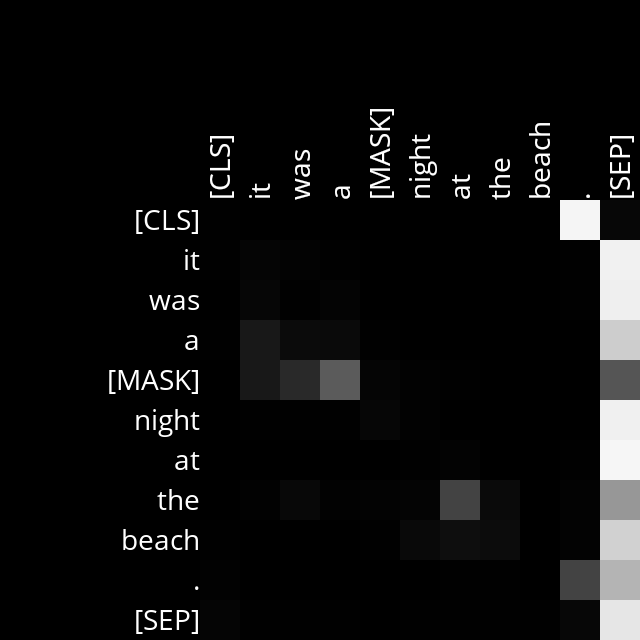 [CLS] it was a [MASK] night at the beach . [SEP]
[CLS]
it
was
a
[MASK]
night
at
the
beach
.
[SEP]